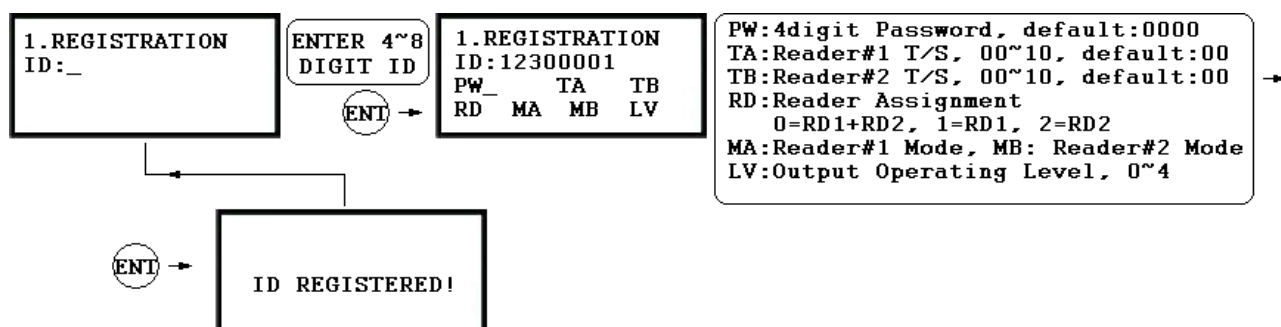 1.REGISTRATION
ID:_
ENTER 4~8
DIGIT ID
ENT
1.REGISTRATION
ID:12300001
PW_ TA TB
RD MA MB LV
PW:4digit Password, default:0000
TA:Reader#1 T/S, 00~10, default:00
TB:Reader#2 T/S, 00~10, default:00
RD:Reader Assignment
0=RD1+RD2, 1=RD1, 2=RD2
MA:Reader#1 Mode, MB: Reader#2 Mode
LV:Output Operating Level, 0~4
ENT
ID REGISTERED!